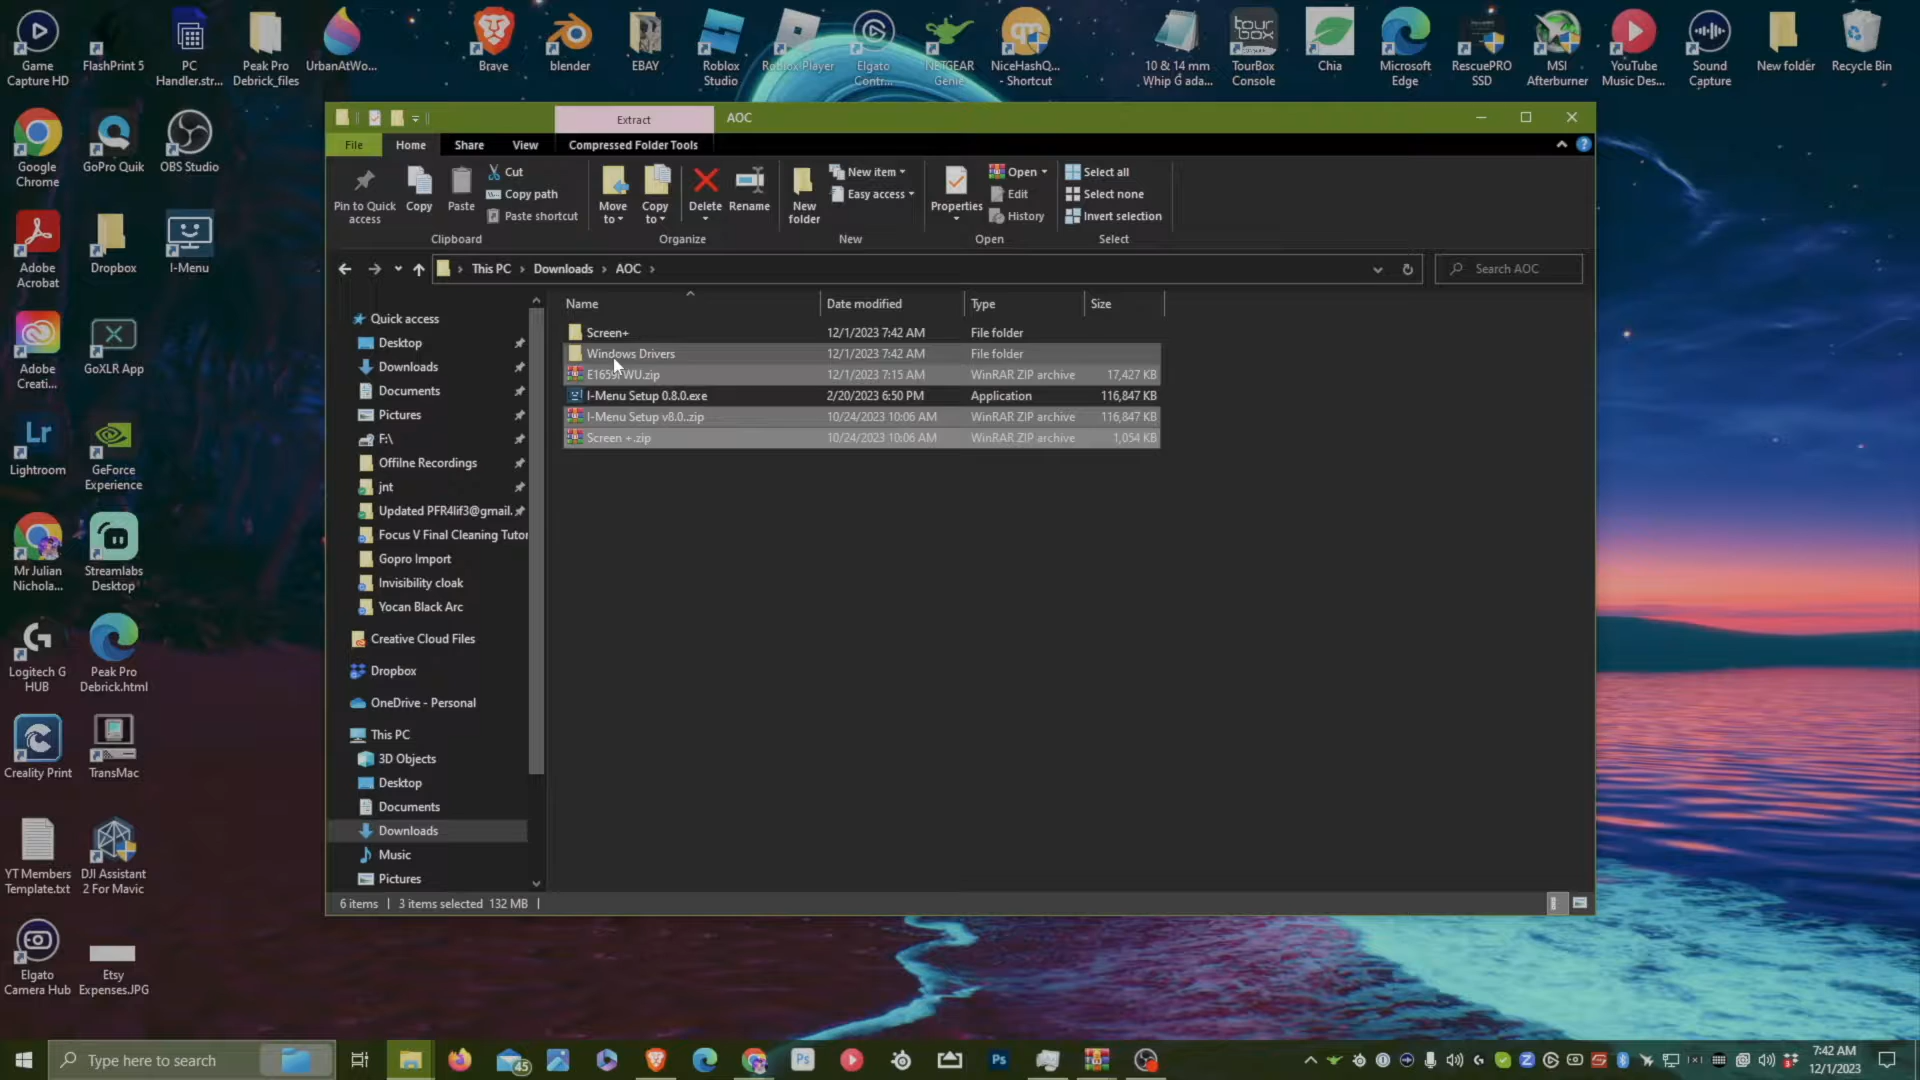 Game
Capture HD
FlashPrint 5
PC
Handler.str...
Peak Pro
Debrick_files
UrbanAtWo...
Brave
blender
EBAY
Roblox
Studio
Roblox Player
Elgato
Contr...
NETGEAR
Genie
NiceHashQ...
- Shortcut
10 & 14 mm
Whip G ada...
tour
box
TourBox
Console
Chia
Microsoft
Edge
RescuePRO
SSD
MSI
Afterburner
YouTube
Music Des...
Sound
Capture
New folder
Recycle Bin
Google
Chrome
GoPro Quik
OBS Studio
Adobe
Acrobat
Dropbox
I-Menu
Adobe
Creati...
GoXLR App
Lr
Lightroom
GeForce
Experience
Mr Julian
Nichola...
Streamlabs
Desktop
Logitech G
HUB
Peak Pro
Debrick.html
Creality Print
TransMac
YT Members
Template.txt
DJI Assistant
2 For Mavic
Elgato
Camera Hub
Etsy
Expenses.JPG
Extract
AOC
File
Home
Share
View
Compressed Folder Tools
Pin to Quick
access
Copy
Paste
Cut
Copy path
Paste shortcut
Clipboard
Move
to
Copy
to
Delete
Rename
Organize
New
folder
New item
Easy access
New
Properties
Open
Edit
History
Open
Select all
Select none
Invert selection
Select
This PC > Downloads > AOC >
Search AOC
Name Date modified Type Size
Screen+ 12/1/2023 7:42 AM File folder
Windows Drivers 12/1/2023 7:42 AM File folder
WU.zip 12/1/2023 7:15 AM WinRAR ZIP archive 17,427 KB
I-Menu Setup 0.8.0.exe 2/20/2023 6:50 PM Application 116,847 KB
I-Menu Setup v8.0..zip 10/24/2023 10:06 AM WinRAR ZIP archive 116,847 KB
Screen +.zip 10/24/2023 10:06 AM WinRAR ZIP archive 1,054 KB
Quick access
Desktop
Downloads
Documents
Pictures
F:\
Offilne Recordings
jnt
Updated PFR4lif3@gmail.
Focus V Final Cleaning Tutor
Gopro Import
Invisibility cloak
Yocan Black Arc
Creative Cloud Files
Dropbox
OneDrive - Personal
This PC
3D Objects
Desktop
Documents
Downloads
Music
Pictures
6 items
3 items selected 132 MB
Type here to search
45
Ps
Ps
7:42 AM
12/1/2023